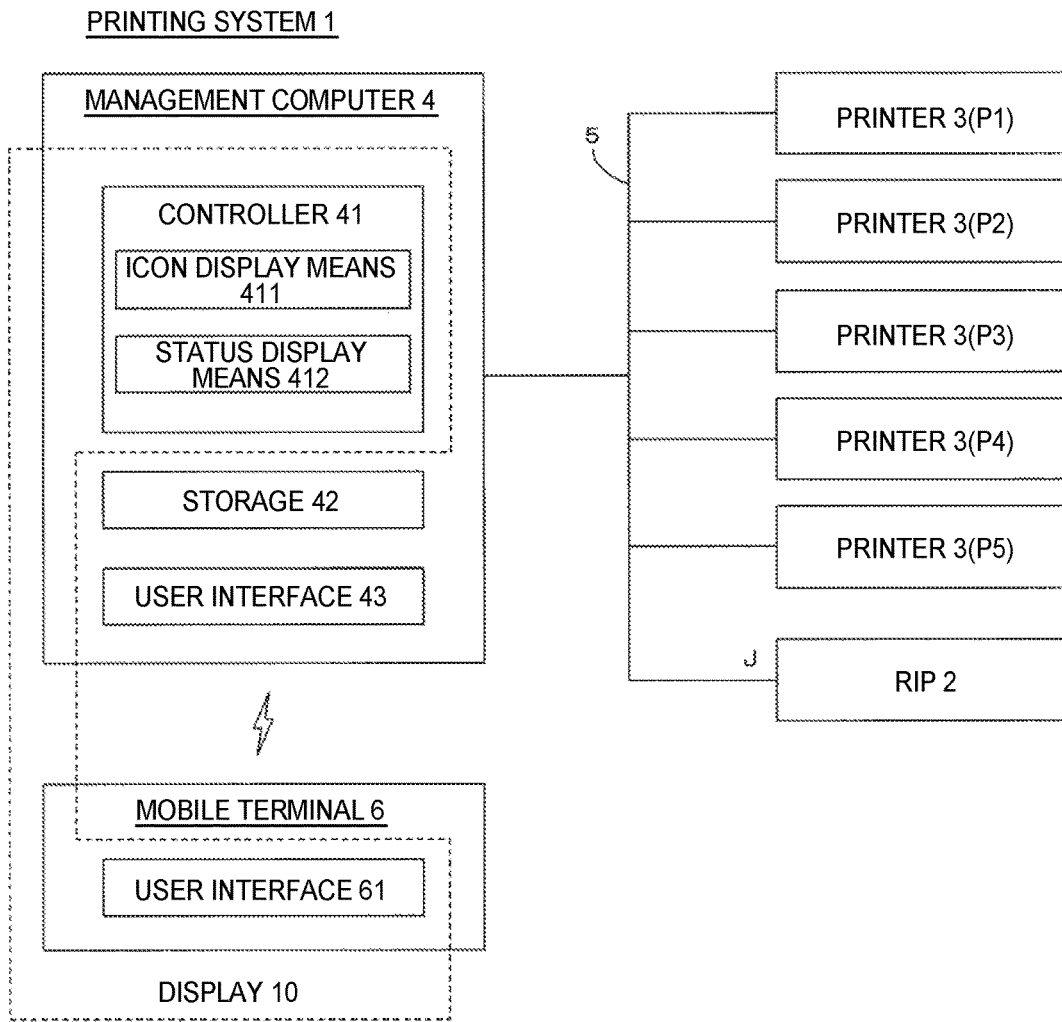 PRINTING SYSTEM 1
MANAGEMENT COMPUTER 4
CONTROLLER 41
ICON DISPLAY MEANS
411
STATUS DISPLAY
MEANS 412
STORAGE 42
USER INTERFACE 43
MOBILE TERMINAL 6
USER INTERFACE 61
DISPLAY 10
5
PRINTER 3(P1)
PRINTER 3(P2)
PRINTER 3(P3)
PRINTER 3(P4)
PRINTER 3(P5)
J
RIP 2